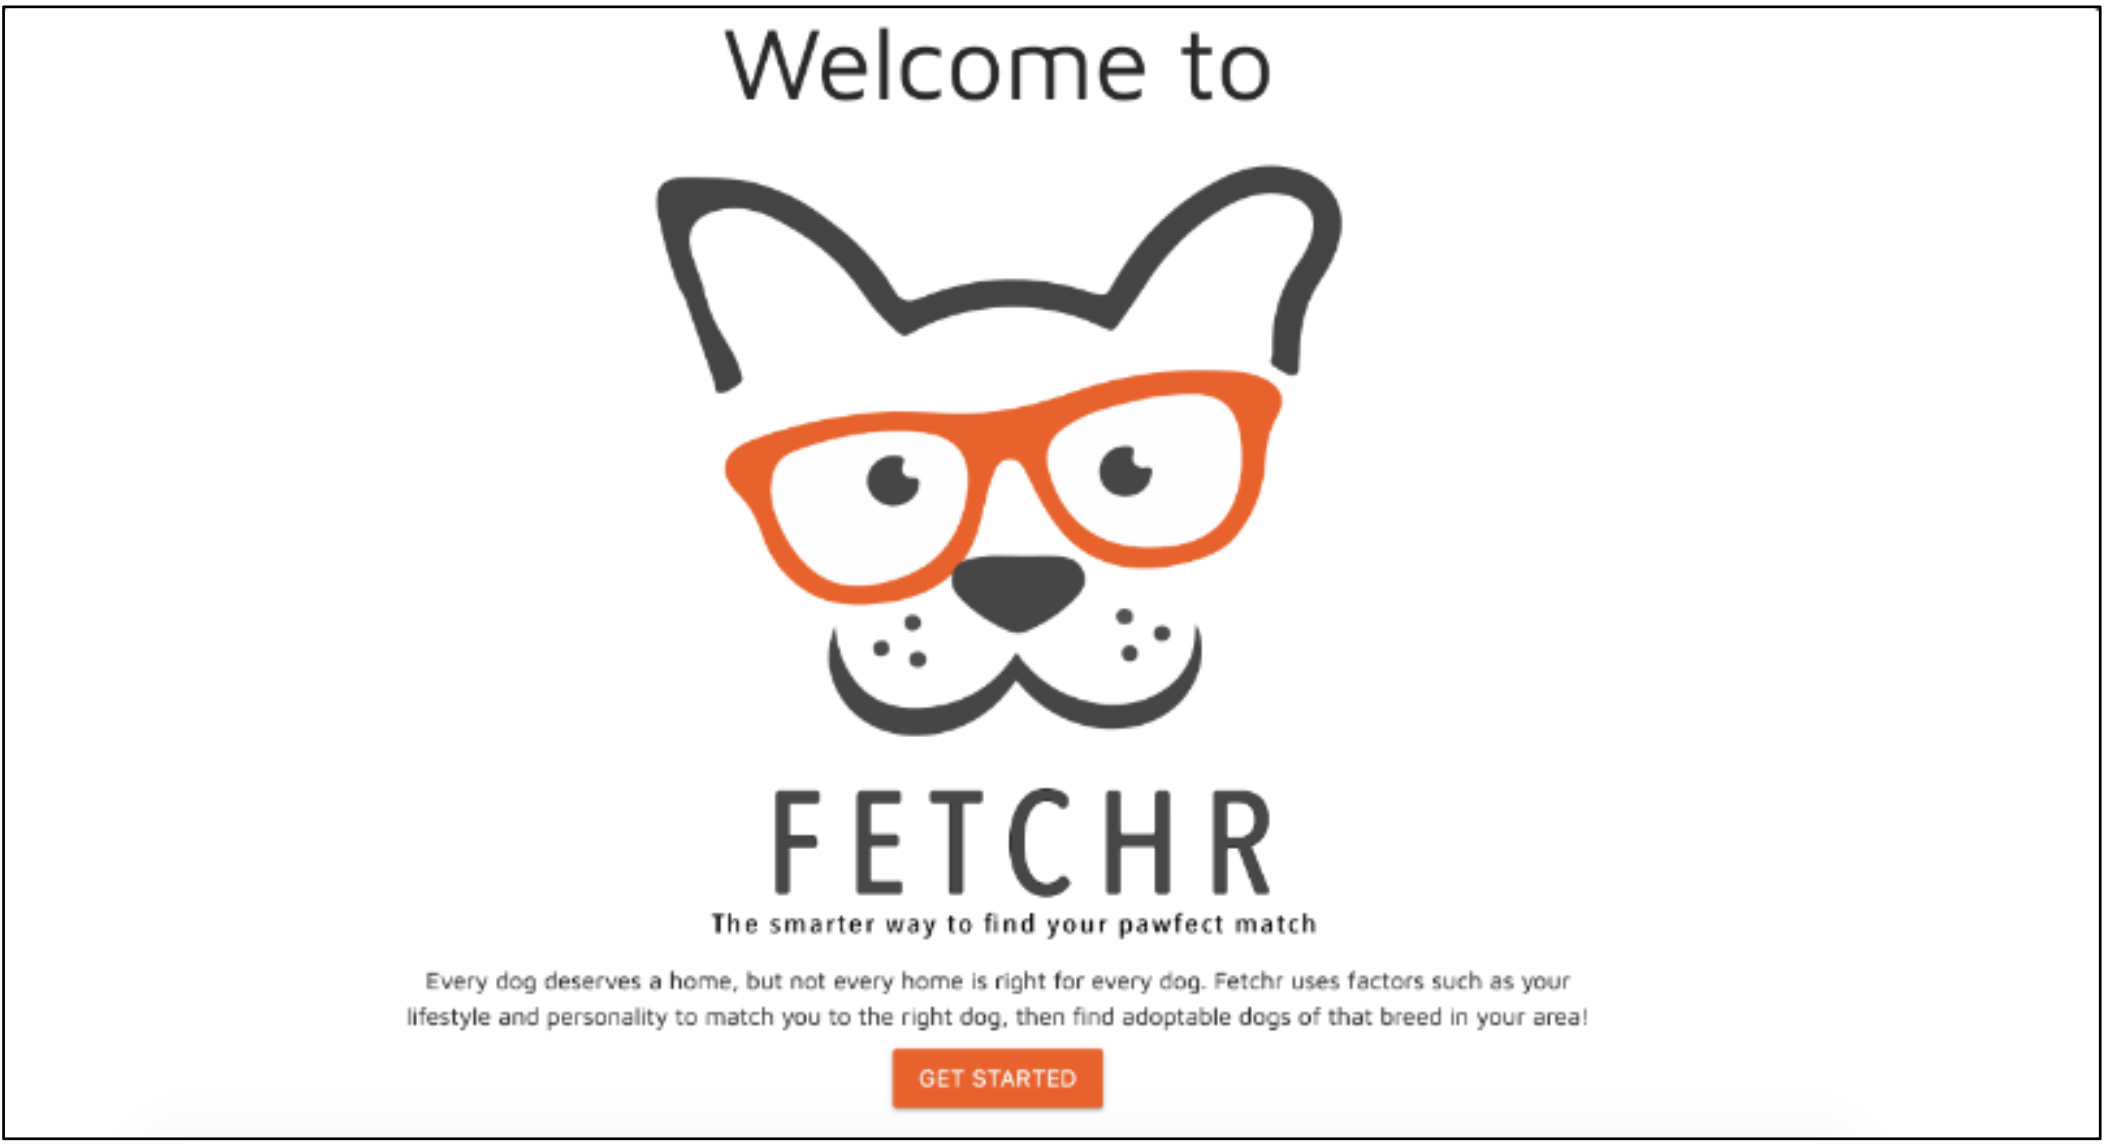 Welcome to
FETCHR
The smarter way to find your pawfect match
Every dog deserves a home, but not every home is right for every dog. Fetchr uses factors such as your
lifestyle and personality to match you to the right dog, then find adoptable dogs of that breed in your area!
GET STARTED